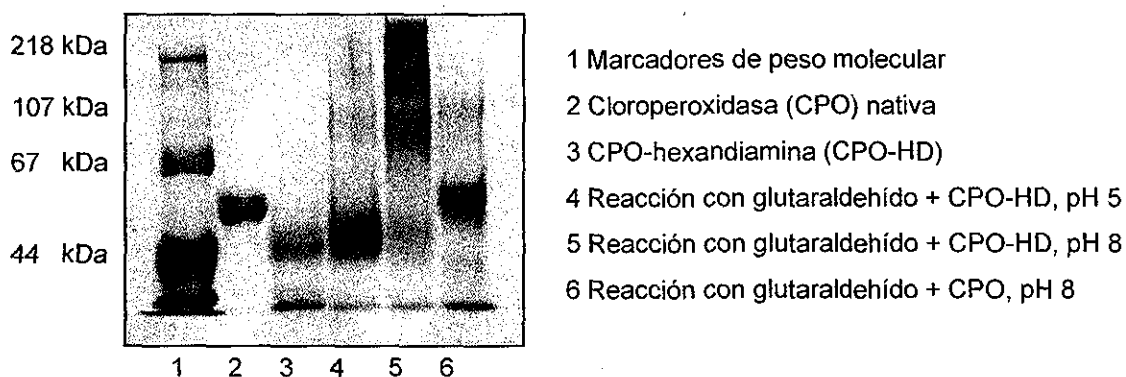 218 kDa
107 kDa
67 kDa
44 kDa
1 2 3 4 5 6
1 Marcadores de peso molecular
2 Cloroperoxidasa (CPO) nativa
3 CPO-hexandiamina (CPO-HD)
4 Reacción con glutaraldehído + CPO-HD, pH 5
5 Reacción con glutaraldehído + CPO-HD, pH 8
6 Reacción con glutaraldehído + CPO, pH 8